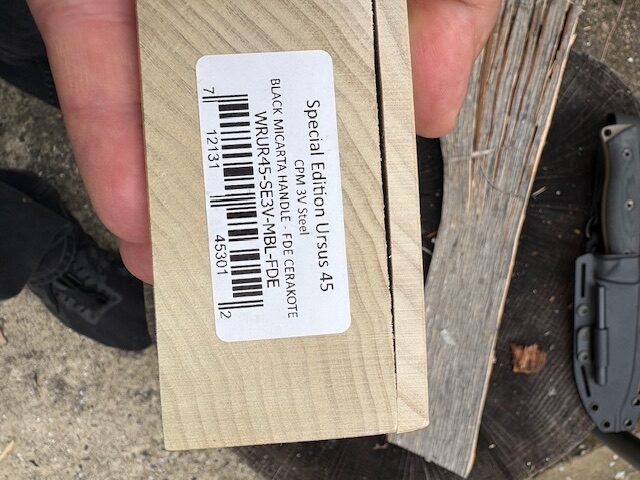 Special Edition Ursus 45
CPM 3V Steel
BLACK MICARTA HANDLE - FDE CERAKOTE
WRUR45-SE3V-MBL-FDE
7 12131 45301 2